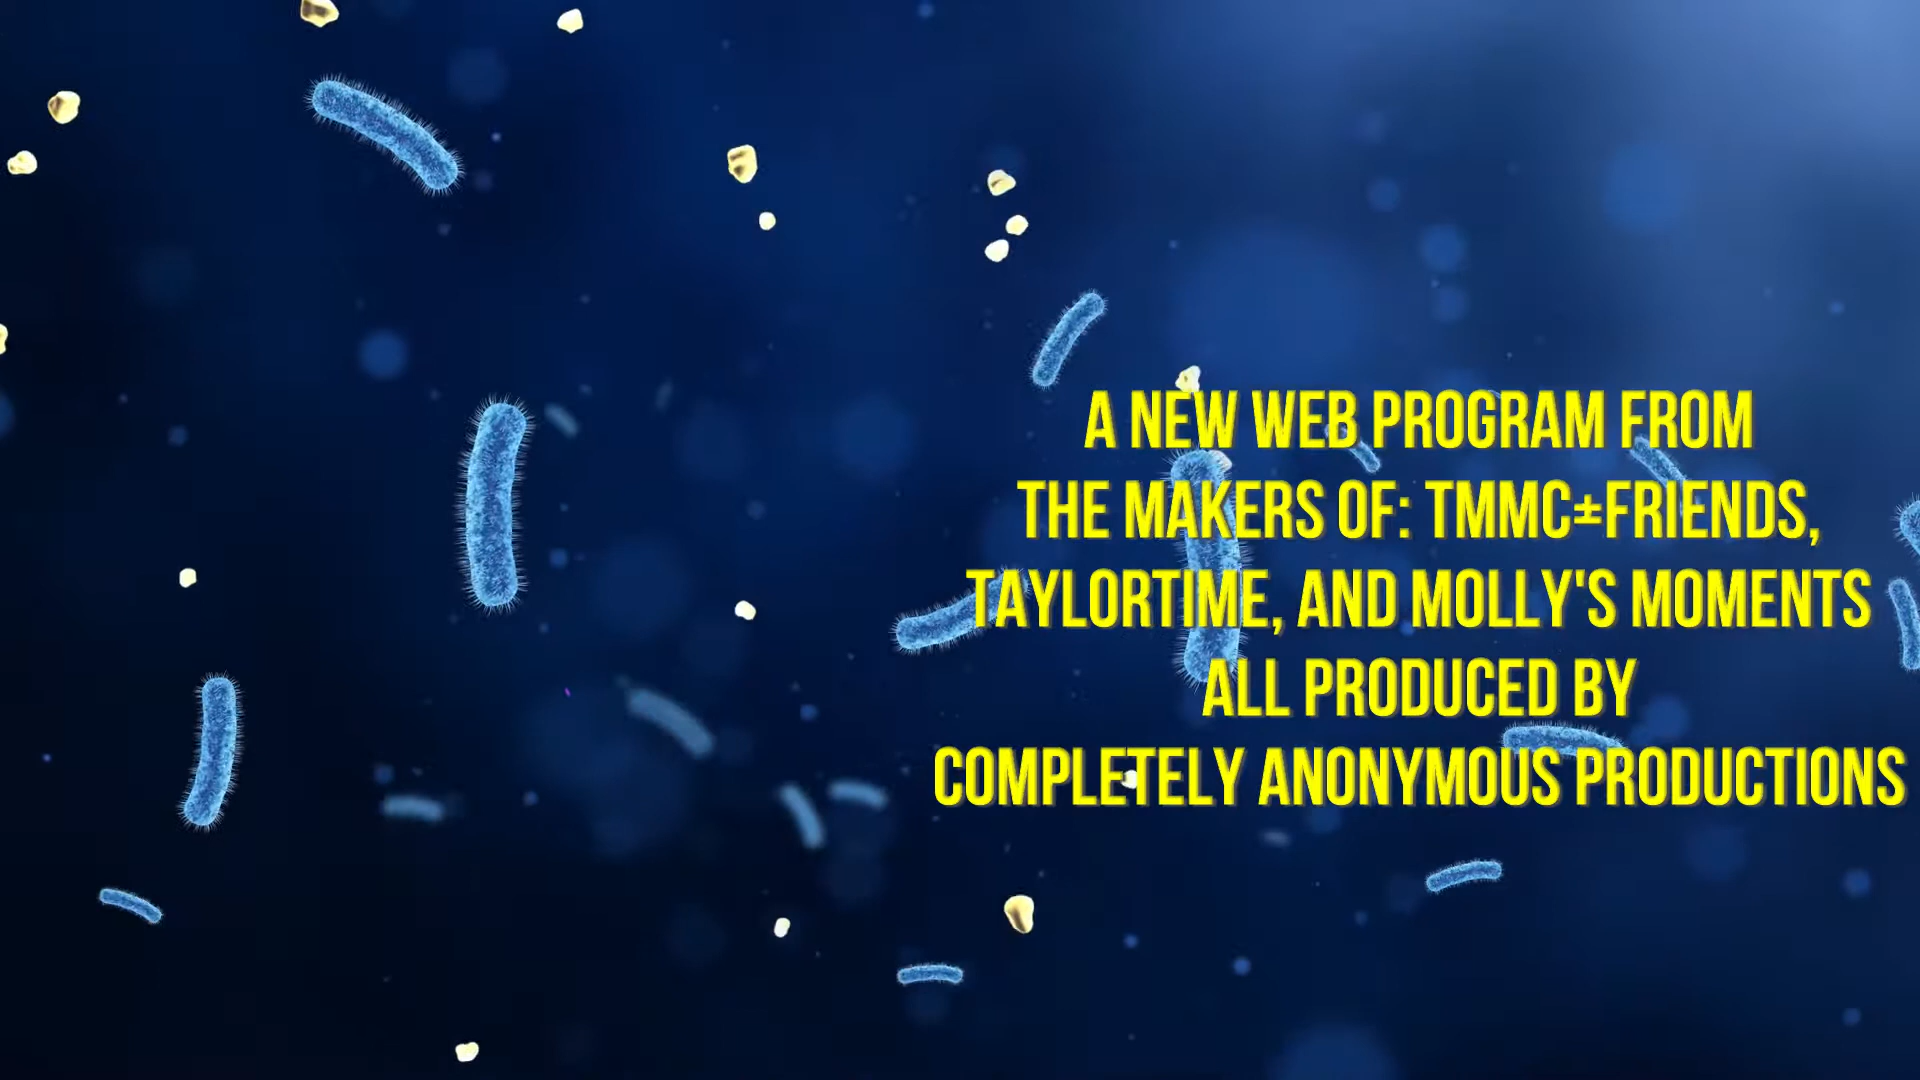 A NEW WEB PROGRAM FROM
THE MAKERS OF: TMMC±FRIENDS,
TAYLORTIME, AND MOLLY'S MOMENTS
ALL PRODUCED BY
COMPLETELY ANONYMOUS PRODUCTIONS